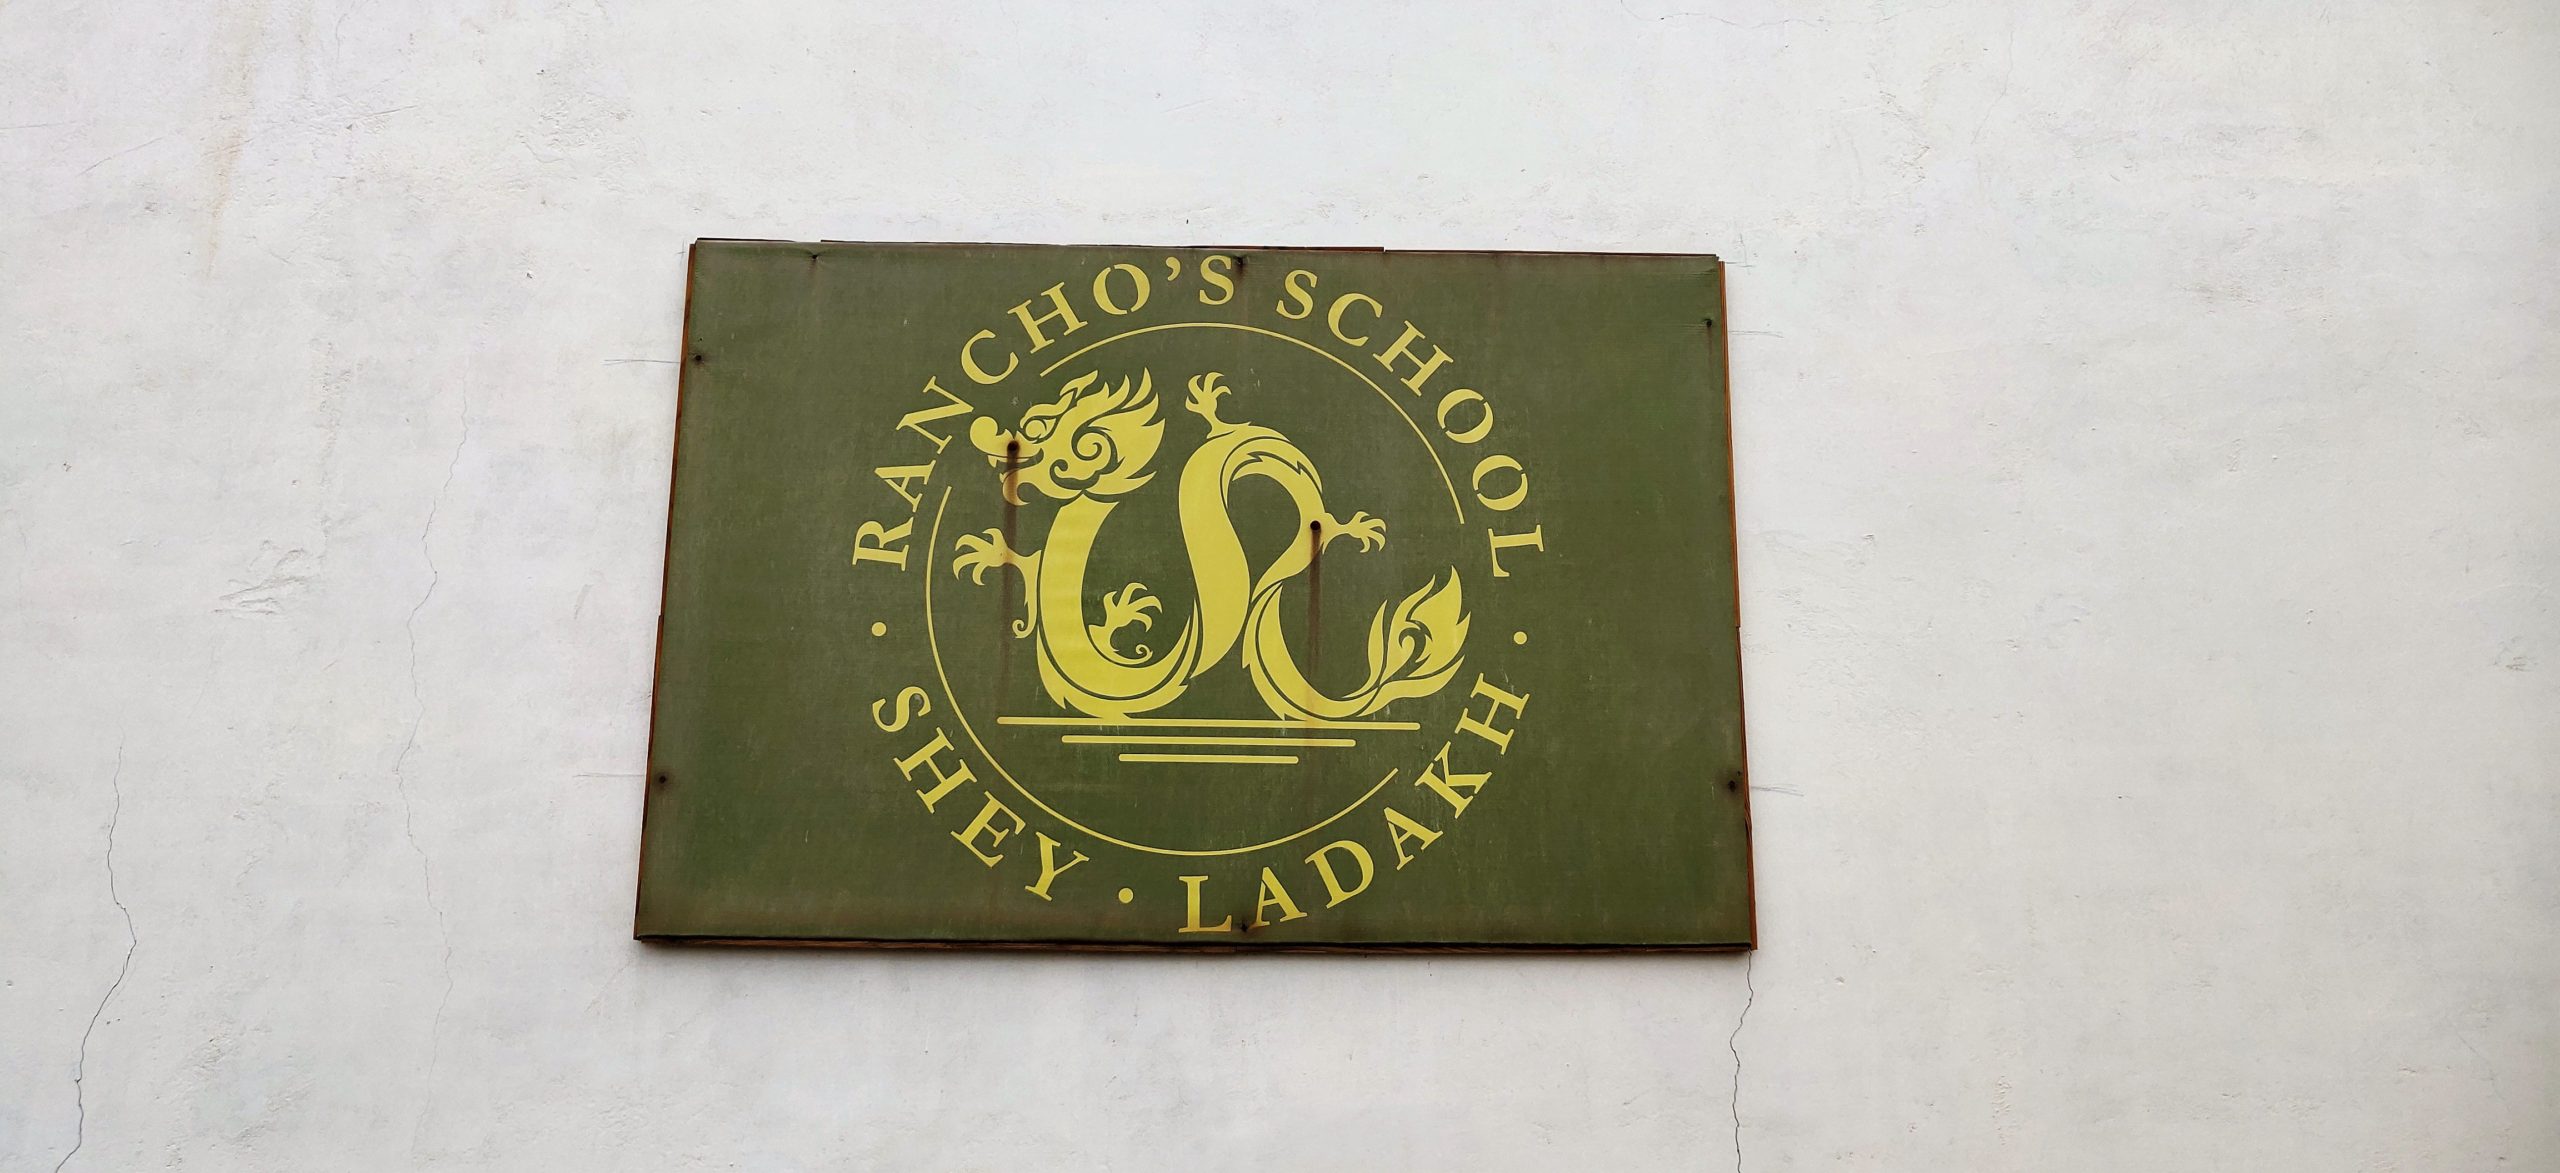 RANCHO'S SCHOOL
· SHEY · LADAKH ·